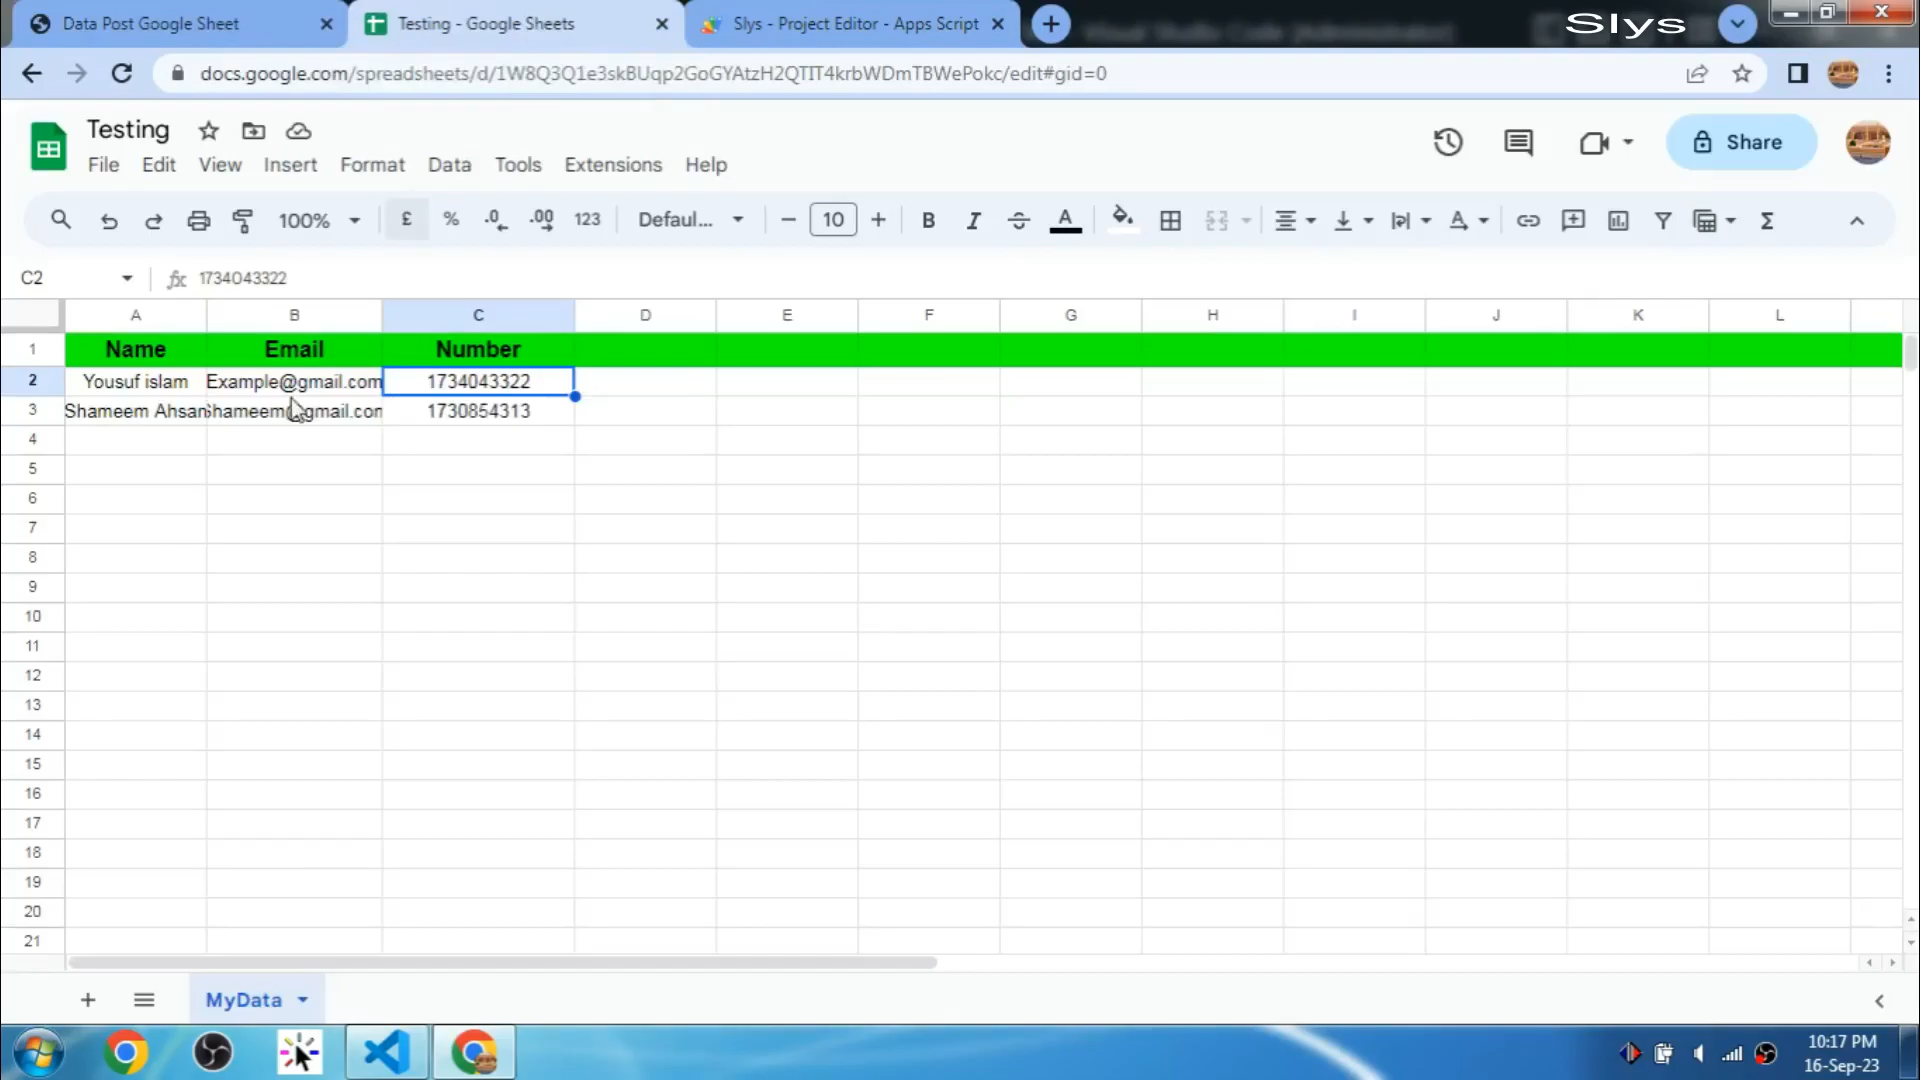 Data Post Google Sheet
Testing - Google Sheets
Slys - Project Editor - Apps Script
Slys
docs.google.com/spreadsheets/d/1W8Q3Q1e3skBUqp2GoGYAtzH2QTIT4krbWDmTBWePokc/edit#gid=0
Testing
File Edit View Insert Format Data Tools Extensions Help
Share
100% £ % .0 .00 123 Defaul... 10 B I A
C2 fx 1734043322
A B C D E F G H I J K L
1 Name Email Number
2 Yousuf islam Example@gmail.com 1734043322
3 Shameem Ahsan 1730854313
4
5
6
7
8
9
10
11
12
13
14
15
16
17
18
19
20
21
MyData
10:17 PM
16-Sep-23